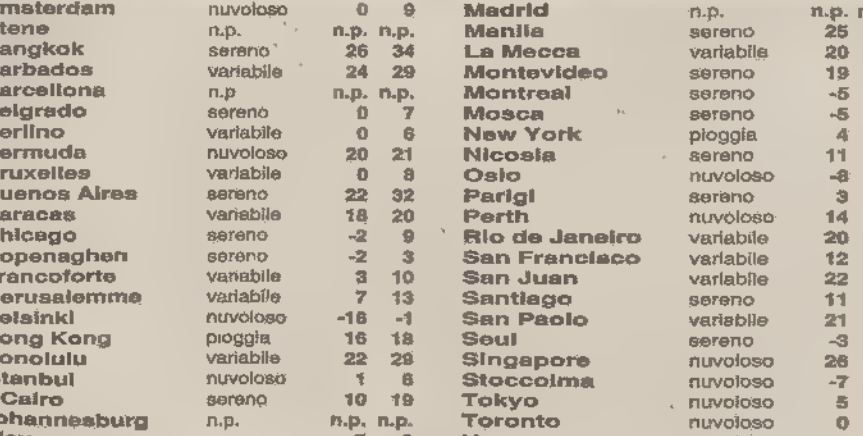 msterdam nuvoloso 0 9
tene n.p. n.p. n.p.
angkok sereno 26 34
arbados variabile 24 29
arcellona n.p n.p. n.p.
elgrado sereno 0 7
erlino variabile 0 6
ermuda nuvoloso 20 21
ruxelles variabile 0 8
uenos Aires sereno 22 32
aracas variabile 18 20
hicago sereno -2 9
openaghen sereno -2 3
rancoforte variabile 3 10
erusalemme variabile 7 13
elsinki nuvoloso -16 -1
ong Kong pioggia 16 18
onolulu variabile 22 29
tanbul nuvoloso 1 6
Cairo sereno 10 19
ohannesburg n.p. n.p. n.p.
Madrid n.p. n.p.
Manila sereno 25
La Mecca variabile 20
Montevideo sereno 19
Montreal sereno -5
Mosca sereno -5
New York pioggia 4
Nicosia sereno 11
Oslo nuvoloso -8
Parigi sereno 3
Perth nuvoloso 14
Rio de Janeiro variabile 20
San Francisco variabile 12
San Juan variabile 22
Santiago sereno 11
San Paolo variabile 21
Seul sereno -3
Singapore nuvoloso 26
Stoccolma nuvoloso -7
Tokyo nuvoloso 5
Toronto nuvoloso 0